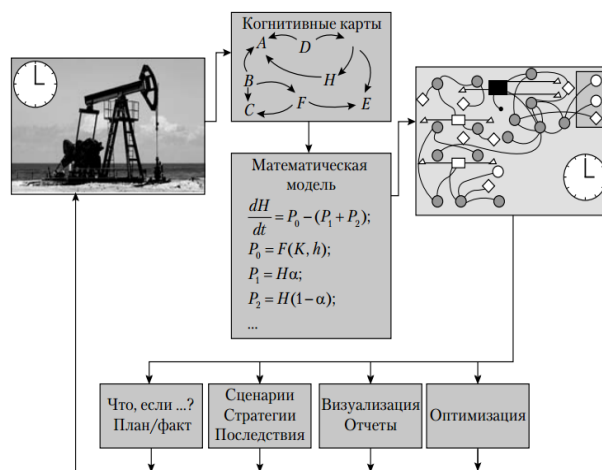 Когнитивные карты
A
D
B
H
C
F
E
Математическая
модель
dH/dt = P₀ − (P₁ + P₂);
P₀ = F(K, h);
P₁ = Hα;
P₂ = H(1 − α);
...
Что, если ...?
План/факт
Сценарии
Стратегии
Последствия
Визуализация
Отчеты
Оптимизация